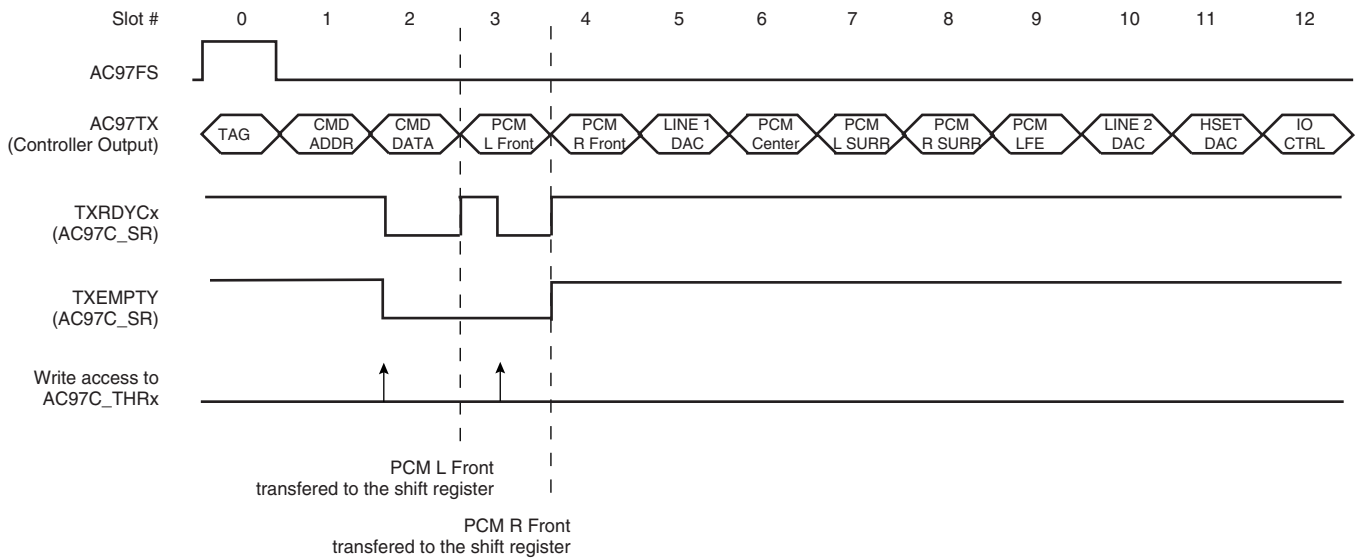 Slot # 0 1 2 3 4 5 6 7 8 9 10 11 12
AC97FS
AC97TX
(Controller Output)
TAG
CMD
ADDR
CMD
DATA
PCM
L Front
PCM
R Front
LINE 1
DAC
PCM
Center
PCM
L SURR
PCM
R SURR
PCM
LFE
LINE 2
DAC
HSET
DAC
IO
CTRL
TXRDYCx
(AC97C_SR)
TXEMPTY
(AC97C_SR)
Write access to
AC97C_THRx
PCM L Front
transfered to the shift register
PCM R Front
transfered to the shift register